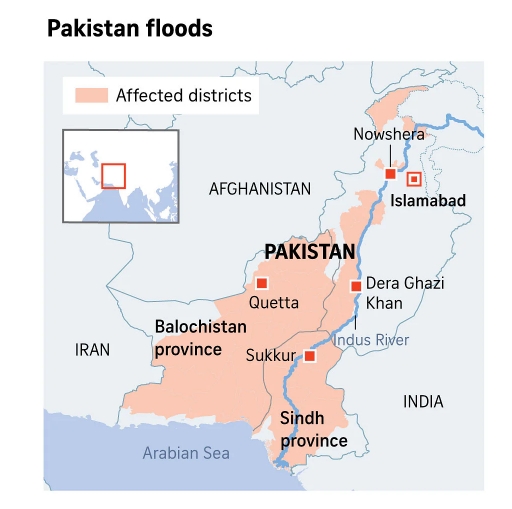 Pakistan floods
Affected districts
Nowshera
AFGHANISTAN
Islamabad
PAKISTAN
Dera Ghazi
Khan
Quetta
Balochistan
province
Indus River
IRAN
Sukkur
INDIA
Sindh
province
Arabian Sea